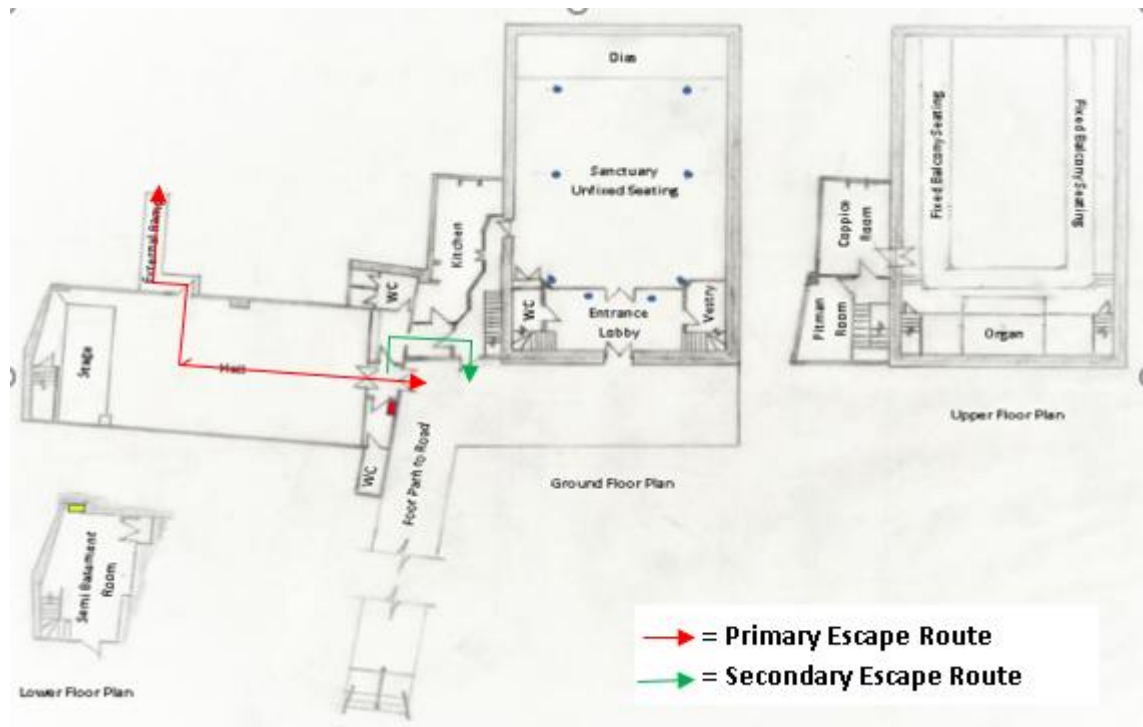 Dias
Sanctuary
Unfixed Seating
Kitchen
WC
WC
Entrance
Lobby
Vestry
External Ramp
Stage
Hall
WC
Foot Path to Road
Ground Floor Plan
Fixed Balcony Seating
Fixed Balcony Seating
Coppice
Room
Pitman
Room
Organ
Upper Floor Plan
Semi Basement
Room
Lower Floor Plan
= Primary Escape Route
= Secondary Escape Route